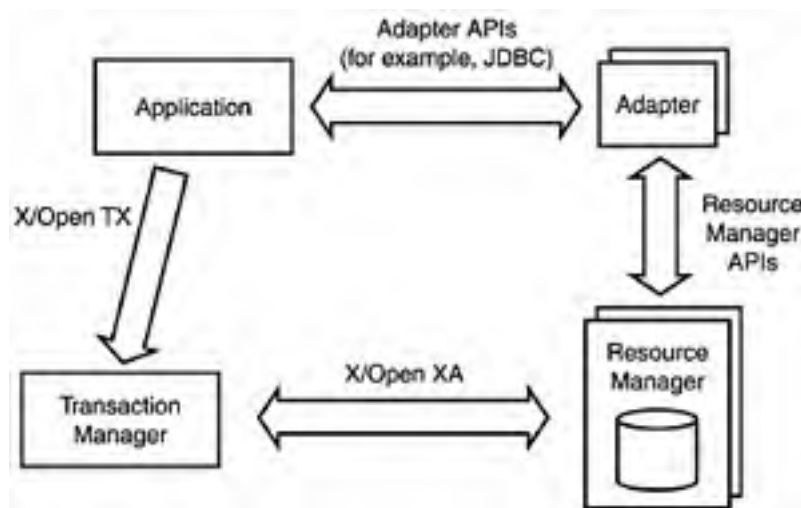 Adapter APIs
(for example, JDBC)
Application
Adapter
X/Open TX
Resource
Manager
APIs
X/Open XA
Transaction
Manager
Resource
Manager